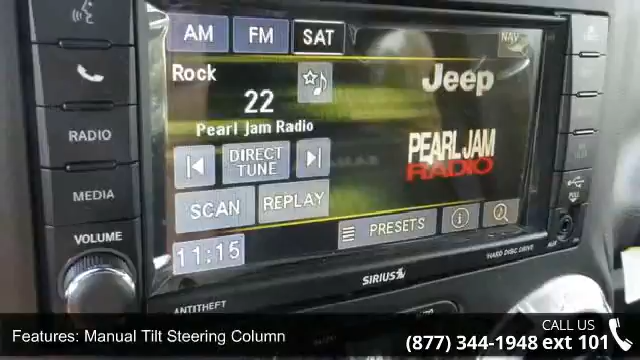 AM FM SAT
NAV
Rock
22
Pearl Jam Radio
Jeep
PEARL JAM
RADIO
DIRECT
TUNE
SCAN
REPLAY
PRESETS
11:15
RADIO
MEDIA
VOLUME
SIRIUS
HARD DISC DRIVE
AUX
ANTITHEFT
Features: Manual Tilt Steering Column
CALL US
(877) 344-1948 ext 101